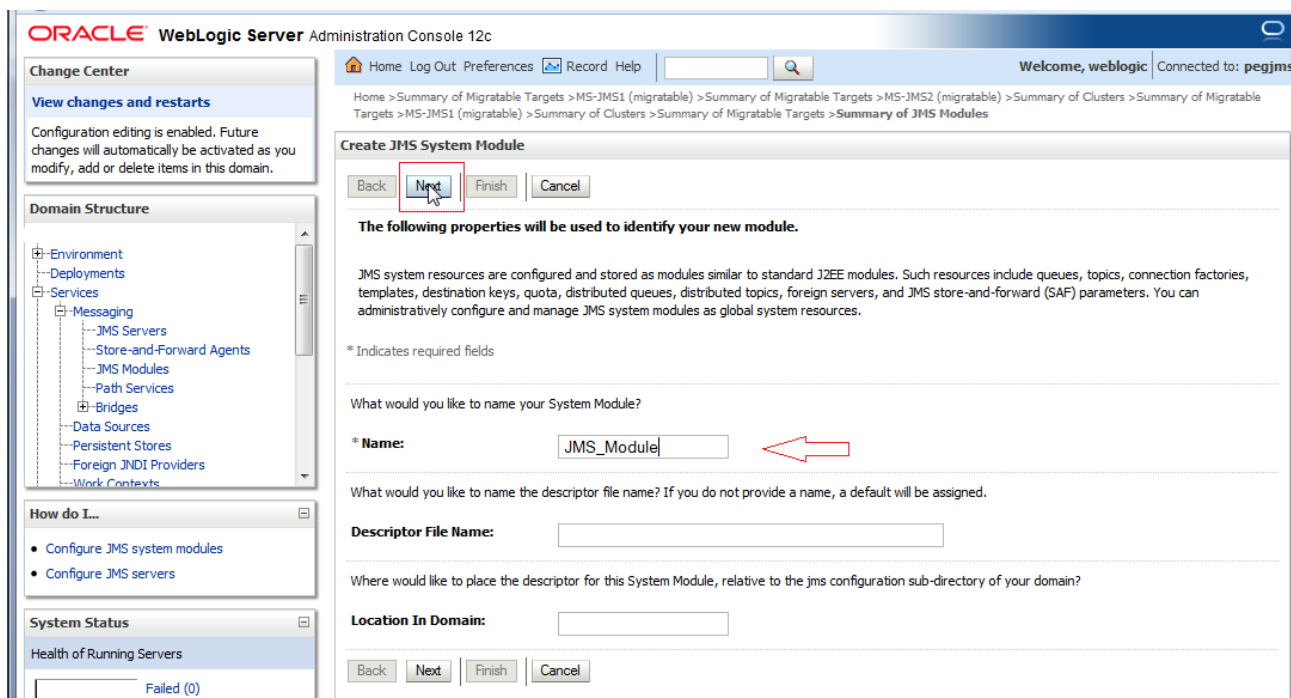 ORACLE WebLogic Server Administration Console 12c
Change Center
View changes and restarts
Configuration editing is enabled. Future
changes will automatically be activated as you
modify, add or delete items in this domain.
Domain Structure
Environment
Deployments
Services
Messaging
JMS Servers
Store-and-Forward Agents
JMS Modules
Path Services
Bridges
Data Sources
Persistent Stores
Foreign JNDI Providers
Work Contexts
How do I...
Configure JMS system modules
Configure JMS servers
System Status
Health of Running Servers
Failed (0)
Home Log Out Preferences Record Help
Welcome, weblogic Connected to: pegjms
Home >Summary of Migratable Targets >MS-JMS1 (migratable) >Summary of Migratable Targets >MS-JMS2 (migratable) >Summary of Clusters >Summary of Migratable
Targets >MS-JMS1 (migratable) >Summary of Clusters >Summary of Migratable Targets >Summary of JMS Modules
Create JMS System Module
Back Next Finish Cancel
The following properties will be used to identify your new module.
JMS system resources are configured and stored as modules similar to standard J2EE modules. Such resources include queues, topics, connection factories,
templates, destination keys, quota, distributed queues, distributed topics, foreign servers, and JMS store-and-forward (SAF) parameters. You can
administratively configure and manage JMS system modules as global system resources.
* Indicates required fields
What would you like to name your System Module?
* Name: JMS_Module
What would you like to name the descriptor file name? If you do not provide a name, a default will be assigned.
Descriptor File Name:
Where would like to place the descriptor for this System Module, relative to the jms configuration sub-directory of your domain?
Location In Domain:
Back Next Finish Cancel